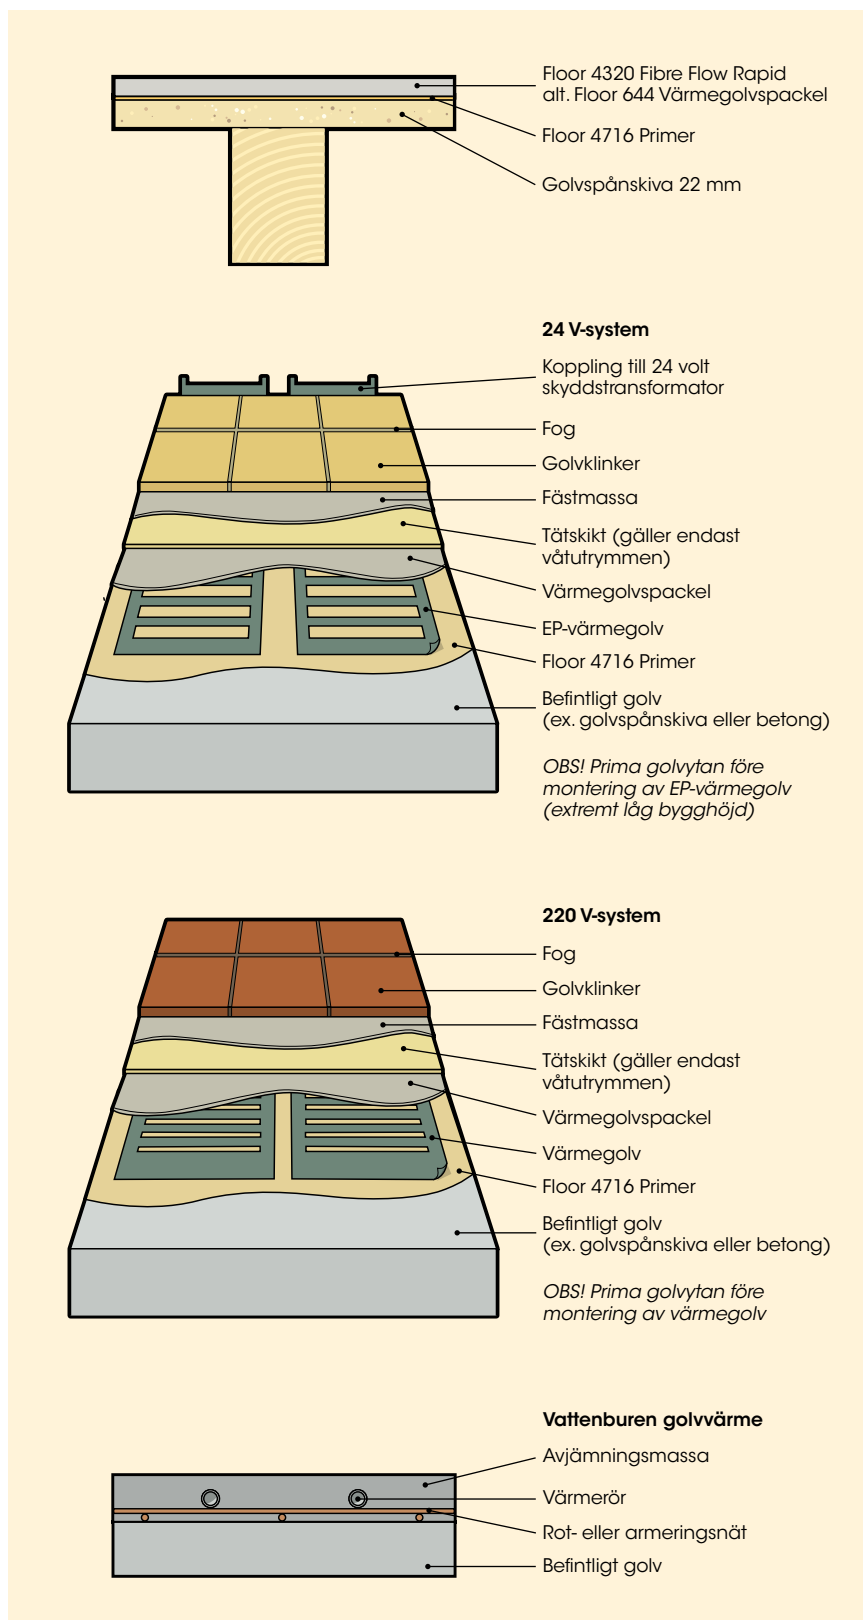 Floor 4320 Fibre Flow Rapid
alt. Floor 644 Värmegolvspackel
Floor 4716 Primer
Golvspånskiva 22 mm
24 V-system
Koppling till 24 volt
skyddstransformator
Fog
Golvklinker
Fästmassa
Tätskikt (gäller endast
våtutrymmen)
Värmegolvspackel
EP-värmegolv
Floor 4716 Primer
Befintligt golv
(ex. golvspånskiva eller betong)
OBS! Prima golvytan före
montering av EP-värmegolv
(extremt låg bygghöjd)
220 V-system
Fog
Golvklinker
Fästmassa
Tätskikt (gäller endast
våtutrymmen)
Värmegolvspackel
Värmegolv
Floor 4716 Primer
Befintligt golv
(ex. golvspånskiva eller betong)
OBS! Prima golvytan före
montering av värmegolv
Vattenburen golvvärme
Avjämningsmassa
Värmerör
Rot- eller armeringsnät
Befintligt golv